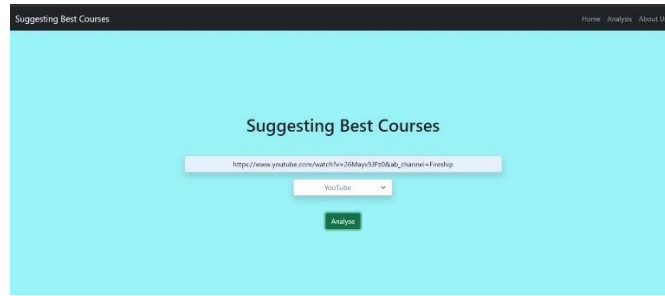 Suggesting Best Courses
Home Analysis About Us
Suggesting Best Courses
https://www.youtube.com/watch?v=26Mayv5JPz0&ab_channel=Fireship
YouTube
Analyse